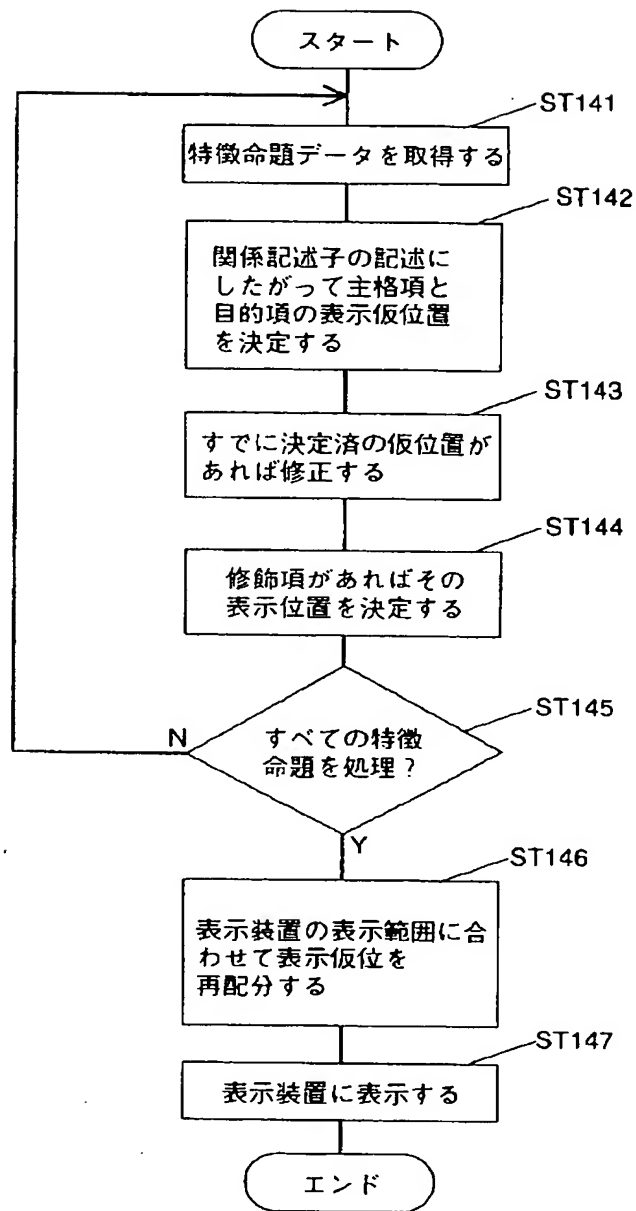 スタート
ST141
特徴命題データを取得する
ST142
関係記述子の記述に
したがって主格項と
目的項の表示仮位置
を決定する
ST143
すでに決定済の仮位置が
あれば修正する
ST144
修飾項があればその
表示位置を決定する
ST145
すべての特徴
命題を処理?
N
Y
ST146
表示装置の表示範囲に合
わせて表示仮位を
再配分する
ST147
表示装置に表示する
エンド